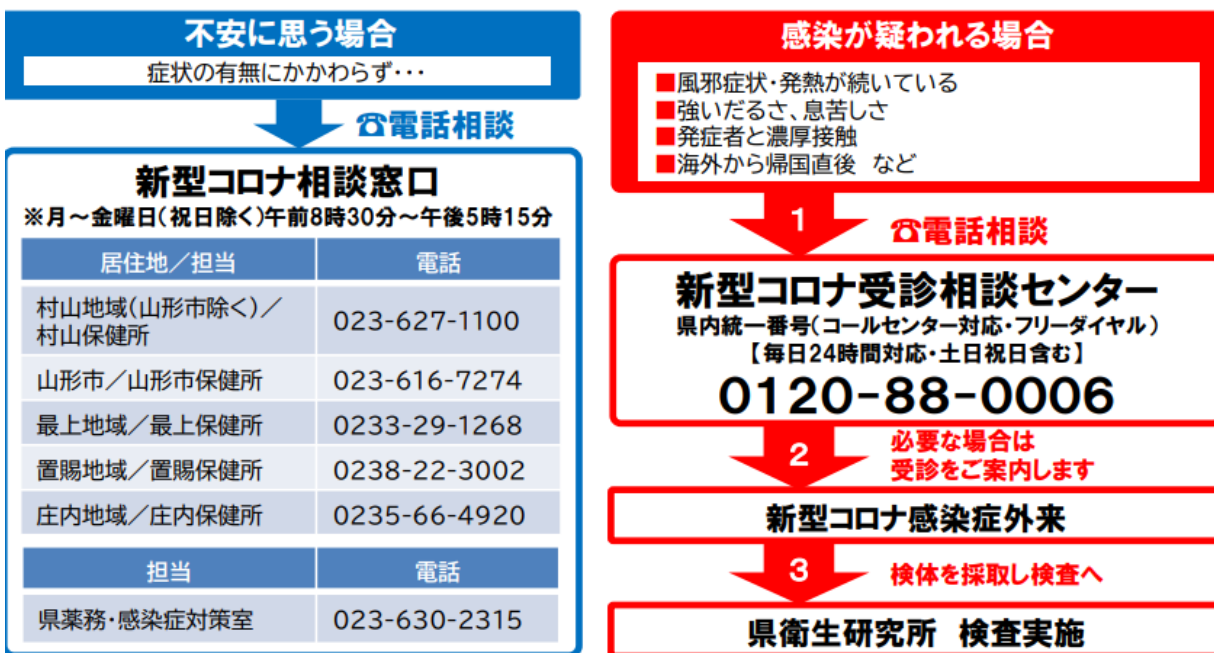 不安に思う場合
症状の有無にかかわらず･･･
☎電話相談
新型コロナ相談窓口
※月～金曜日(祝日除く)午前8時30分～午後5時15分
居住地／担当 電話
村山地域(山形市除く)／
村山保健所 023-627-1100
山形市／山形市保健所 023-616-7274
最上地域／最上保健所 0233-29-1268
置賜地域／置賜保健所 0238-22-3002
庄内地域／庄内保健所 0235-66-4920
担当 電話
県薬務･感染症対策室 023-630-2315
感染が疑われる場合
■風邪症状･発熱が続いている
■強いだるさ、息苦しさ
■発症者と濃厚接触
■海外から帰国直後 など
1 ☎電話相談
新型コロナ受診相談センター
県内統一番号(コールセンター対応･フリーダイヤル)
【毎日24時間対応･土日祝日含む】
0120-88-0006
2 必要な場合は
受診をご案内します
新型コロナ感染症外来
3 検体を採取し検査へ
県衛生研究所 検査実施